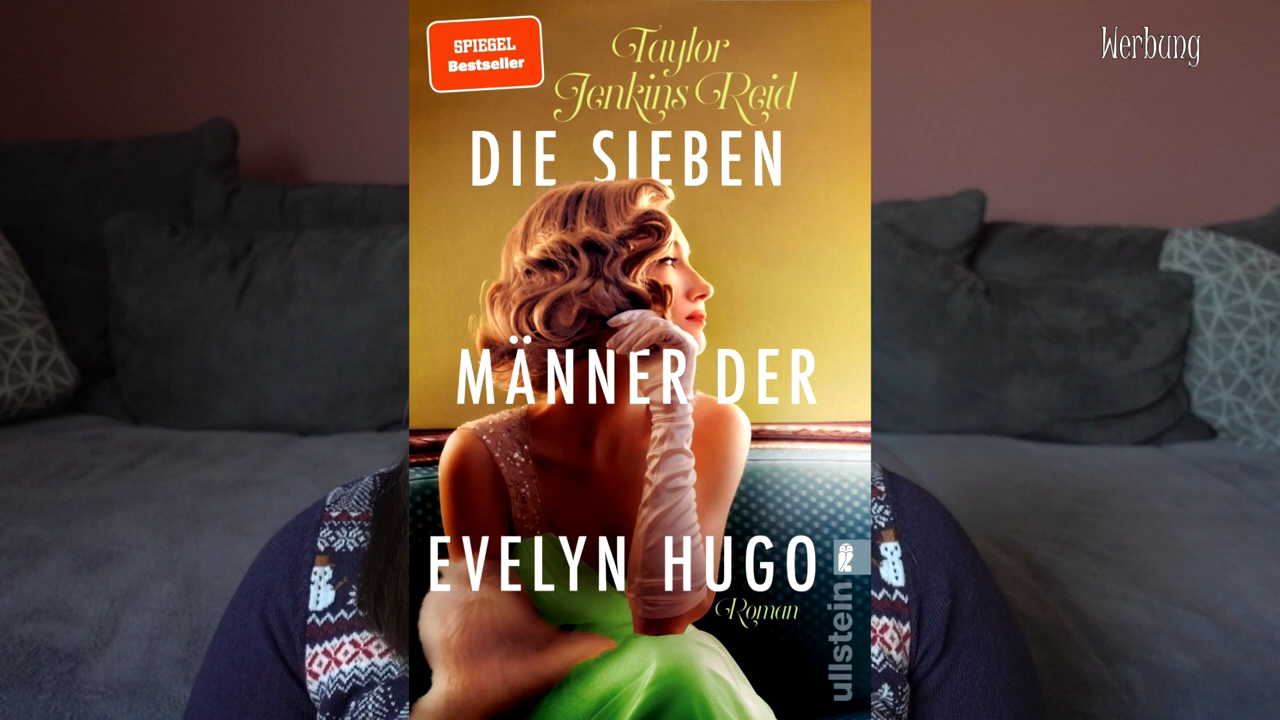 SPIEGEL
Bestseller
Taylor
Jenkins Reid
DIE SIEBEN
MÄNNER DER
EVELYN HUGO
Roman
ullstein
Werbung